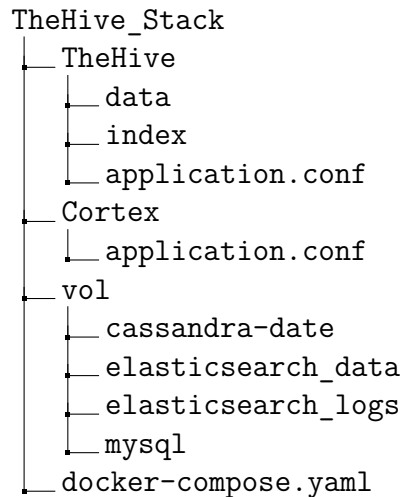 TheHive_Stack
TheHive
data
index
application.conf
Cortex
application.conf
vol
cassandra-date
elasticsearch_data
elasticsearch_logs
mysql
docker-compose.yaml